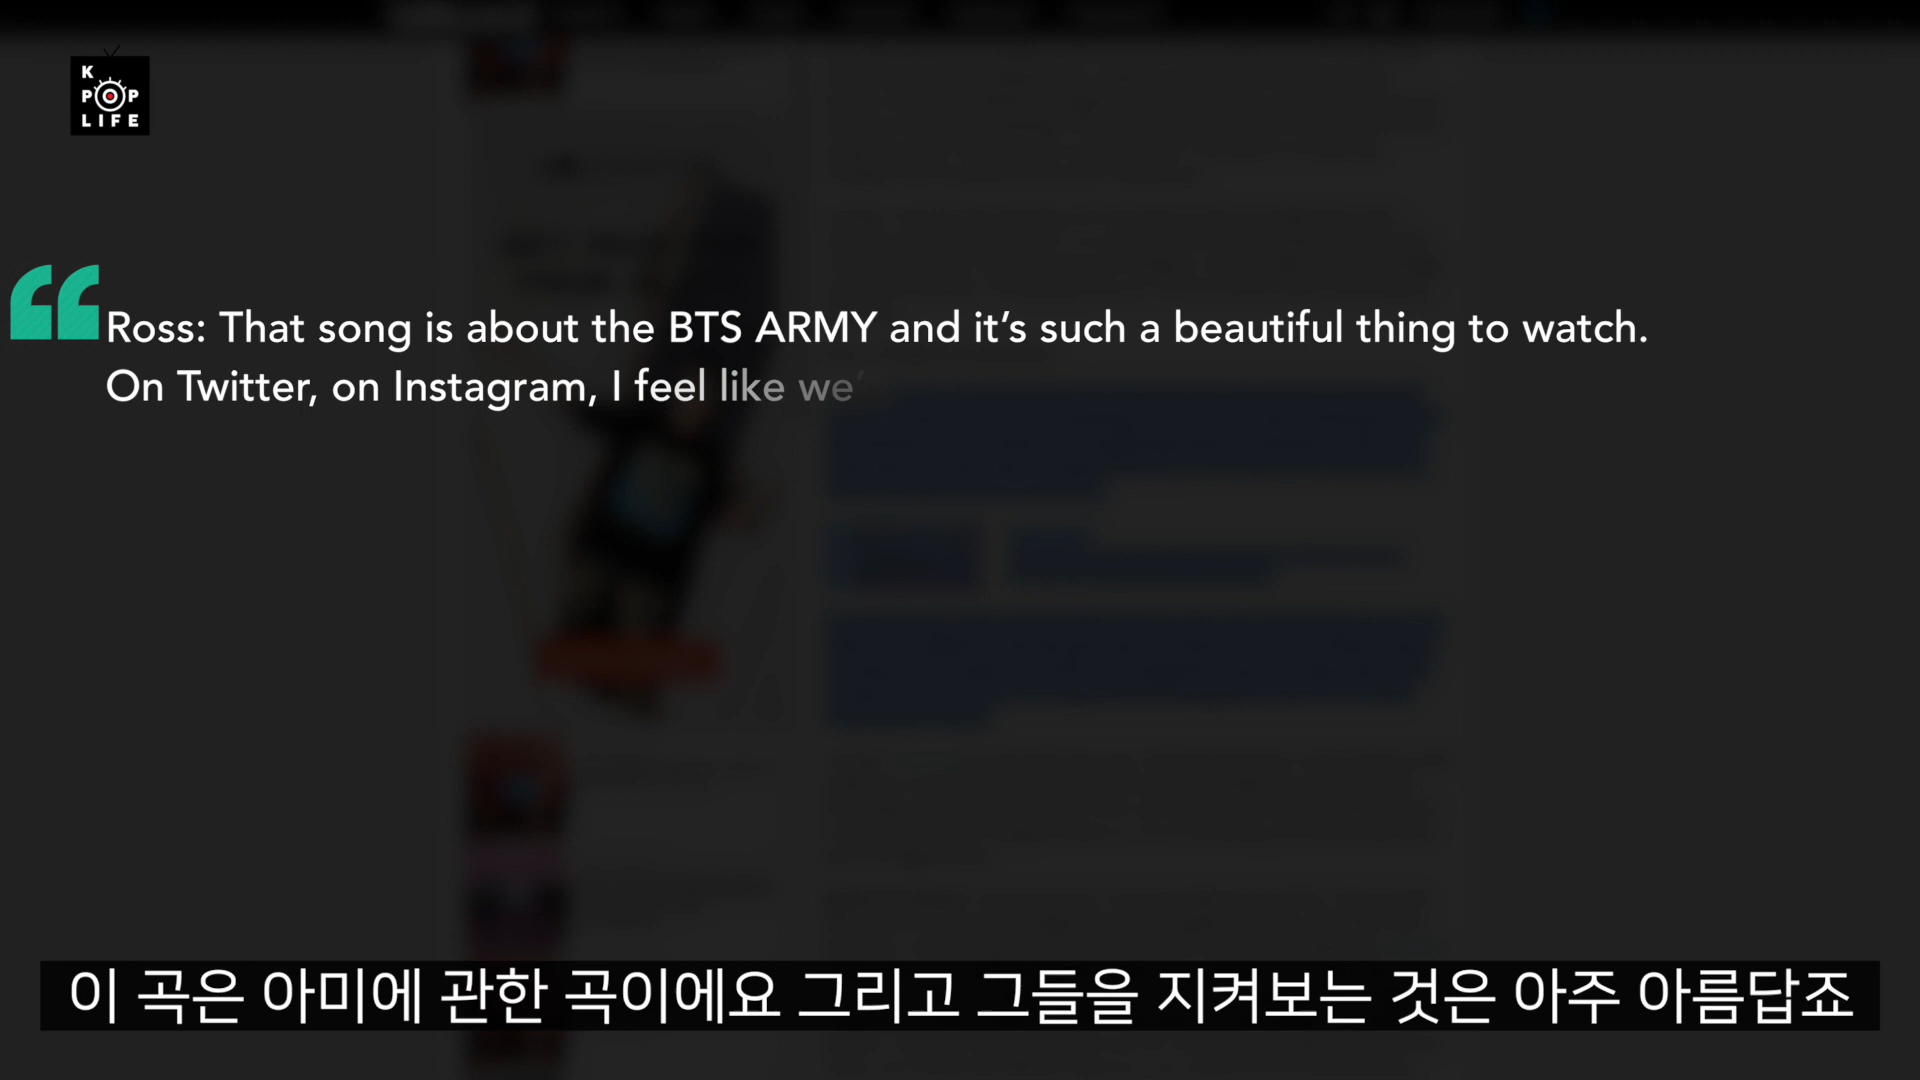 K
POP
LIFE
“Ross: That song is about the BTS ARMY and it’s such a beautiful thing to watch.
On Twitter, on Instagram, I feel like we’
이 곡은 아미에 관한 곡이에요 그리고 그들을 지켜보는 것은 아주 아름답죠